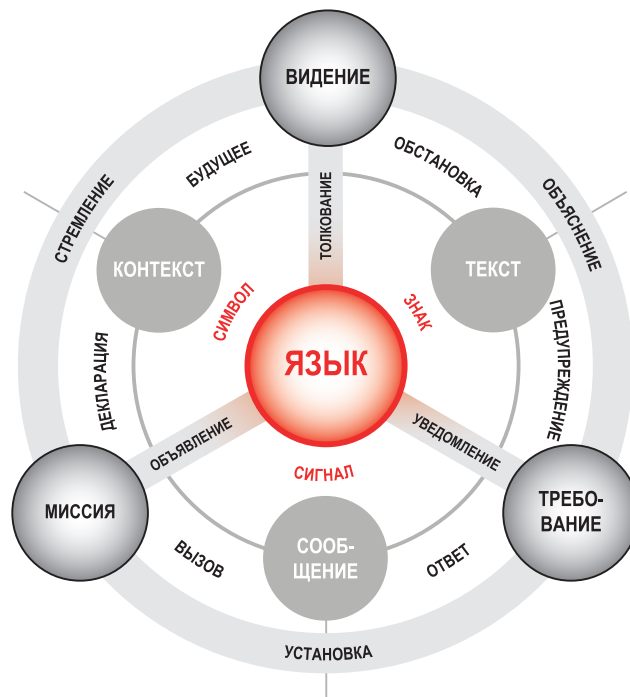 ВИДЕНИЕ
БУДУЩЕЕ
ОБСТАНОВКА
СТРЕМЛЕНИЕ
ТОЛКОВАНИЕ
ОБЪЯСНЕНИЕ
КОНТЕКСТ
ТЕКСТ
СИМВОЛ
ЗНАК
ЯЗЫК
ДЕКЛАРАЦИЯ
ПРЕДУПРЕЖДЕНИЕ
ОБЪЯВЛЕНИЕ
УВЕДОМЛЕНИЕ
СИГНАЛ
МИССИЯ
ТРЕБО-
ВАНИЕ
ВЫЗОВ
СООБ-
ЩЕНИЕ
ОТВЕТ
УСТАНОВКА